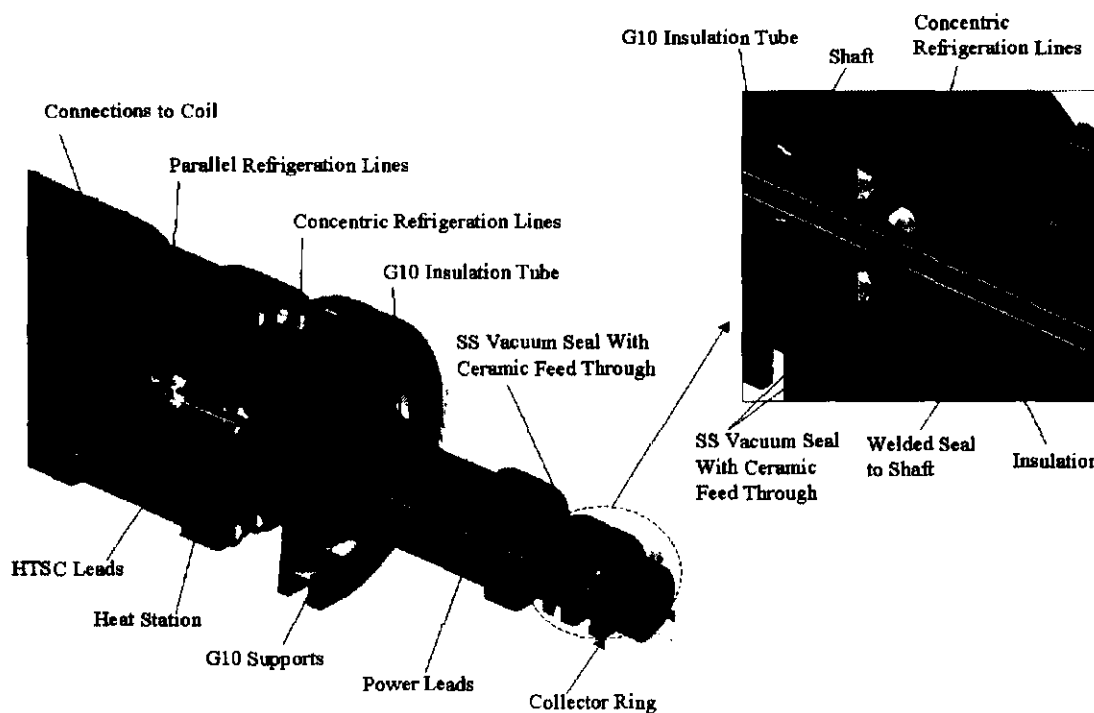 G10 Insulation Tube
Shaft
Concentric
Refrigeration Lines
Connections to Coil
Parallel Refrigeration Lines
Concentric Refrigeration Lines
G10 Insulation Tube
SS Vacuum Seal With
Ceramic Feed Through
SS Vacuum Seal
With Ceramic
Feed Through
Welded Seal
to Shaft
Insulation
HTSC Leads
Heat Station
G10 Supports
Power Leads
Collector Ring